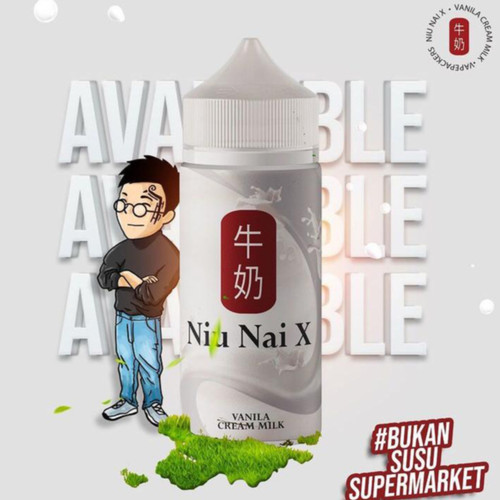 NIU NAI X • VANILA CREAM MILK • VAPEPACKERS
牛奶
AVAILABLE
AVAILABLE
AVAILABLE
牛奶
Niu Nai X
VANILA
CREAM MILK
#BUKAN
SUSU
SUPERMARKET